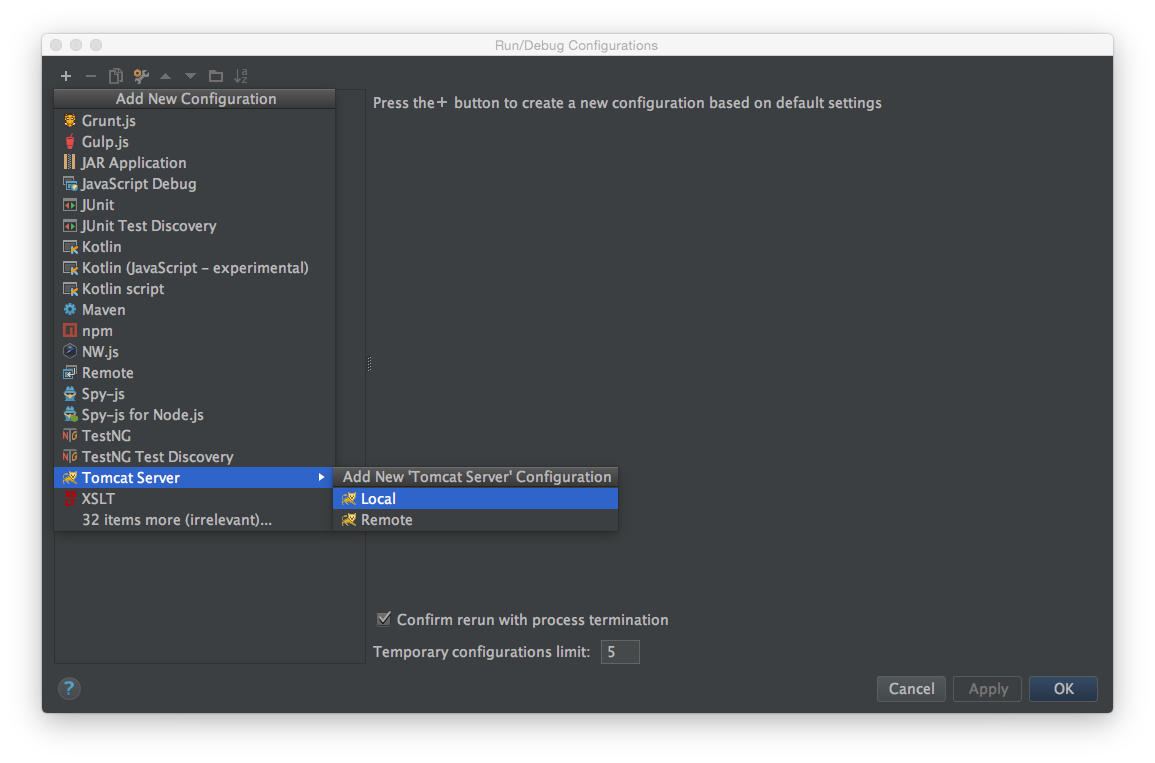 Run/Debug Configurations
Add New Configuration
Press the+ button to create a new configuration based on default settings
Grunt.js
Gulp.js
JAR Application
JavaScript Debug
JUnit
JUnit Test Discovery
Kotlin
Kotlin (JavaScript – experimental)
Kotlin script
Maven
npm
NW.js
Remote
Spy-js
Spy-js for Node.js
TestNG
TestNG Test Discovery
Tomcat Server
XSLT
32 items more (irrelevant)...
Add New 'Tomcat Server' Configuration
Local
Remote
Confirm rerun with process termination
Temporary configurations limit: 5
? Cancel Apply OK